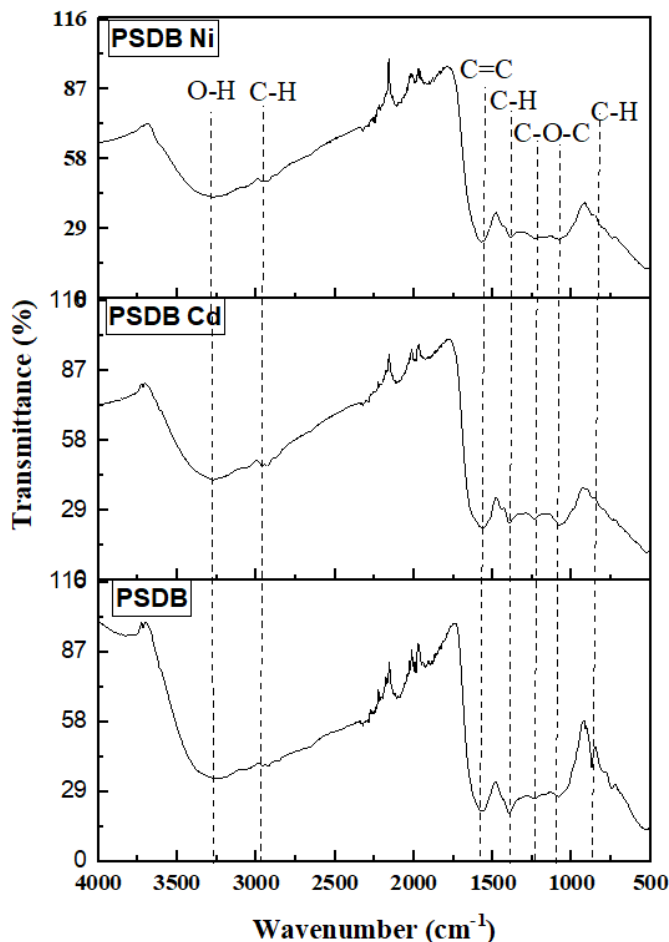 116
PSDB Ni
87
58
29
O-H
C-H
C=C
C-H
C-O-C
C-H
116
PSDB Cd
87
58
29
116
PSDB
87
58
29
0
4000 3500 3000 2500 2000 1500 1000 500
Transmittance (%)
Wavenumber (cm⁻¹)